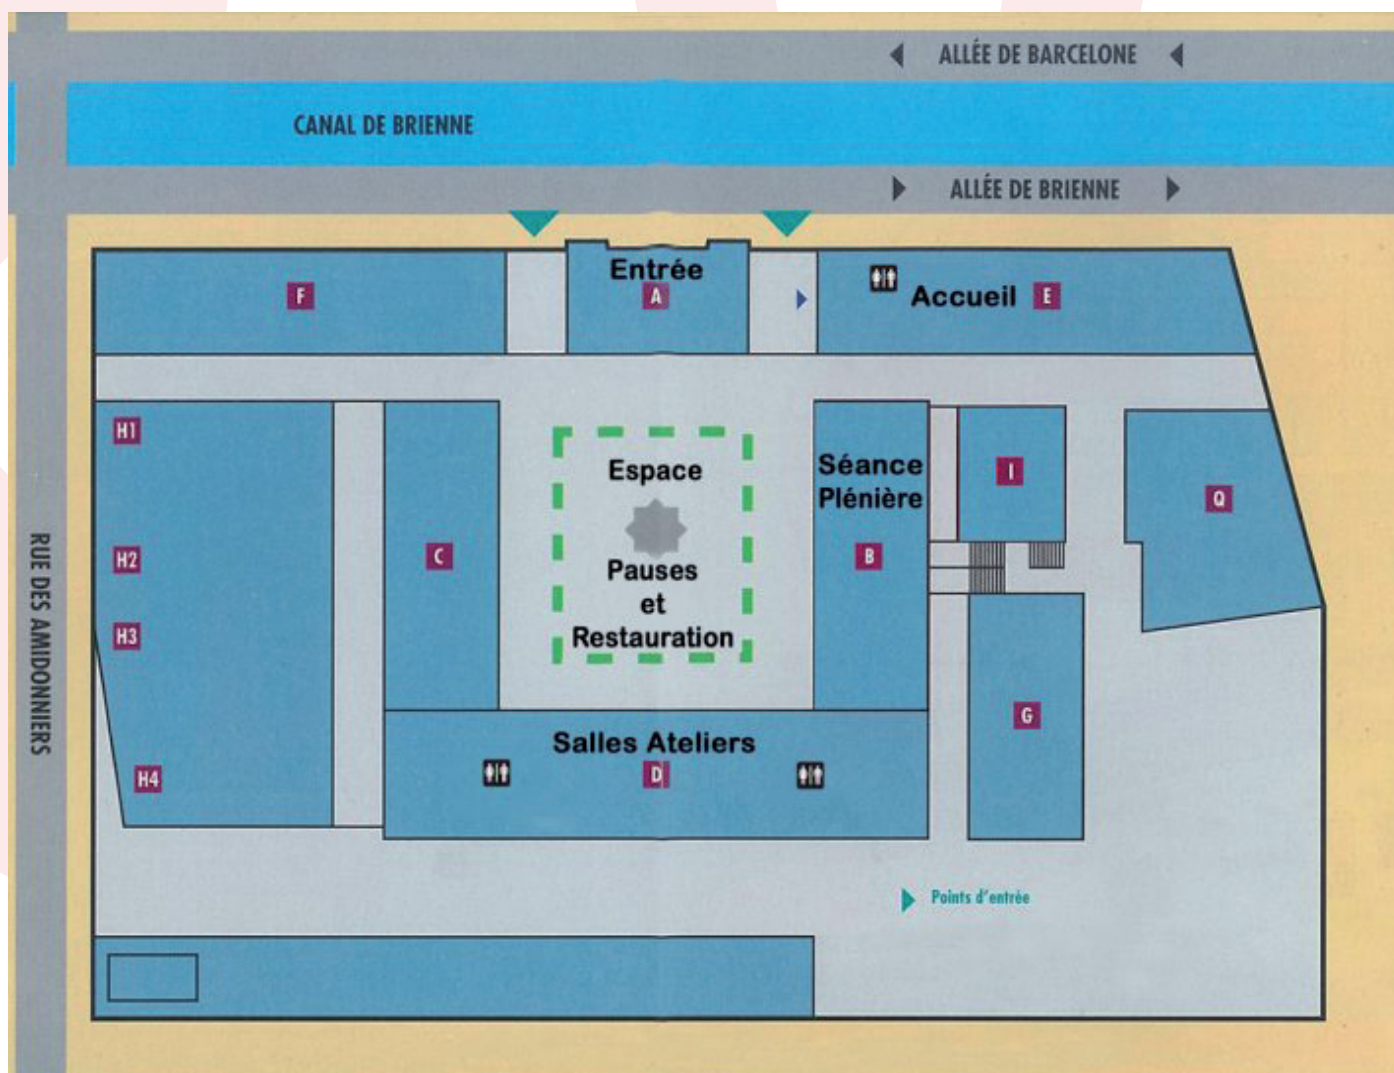 ALLÉE DE BARCELONE
CANAL DE BRIENNE
ALLÉE DE BRIENNE
Entrée
F
A
Accueil
E
H1
Espace
Séance
Plénière
I
Q
H2
C
Pauses
et
Restauration
B
H3
RUE DES AMIDONNIERS
G
Salles Ateliers
H4
D
Points d'entrée